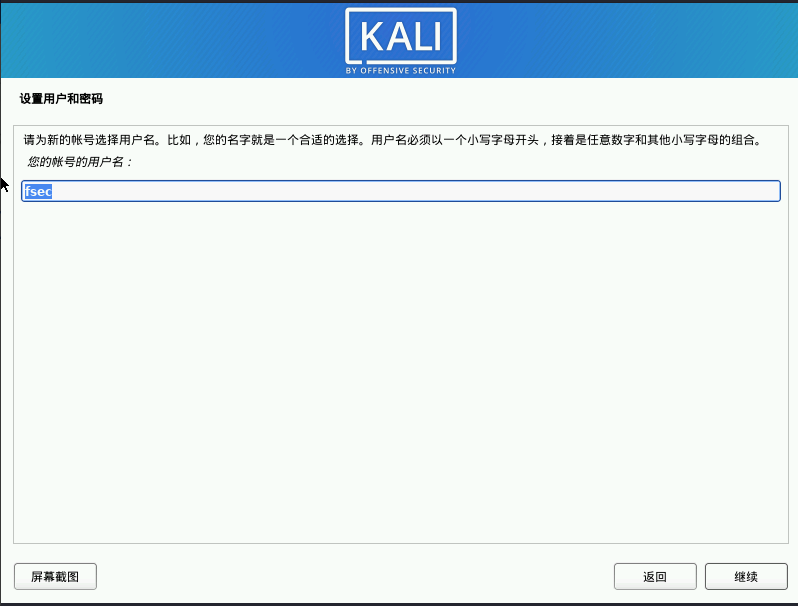 KALI
BY OFFENSIVE SECURITY
设置用户和密码
请为新的帐号选择用户名。比如，您的名字就是一个合适的选择。用户名必须以一个小写字母开头，接着是任意数字和其他小写字母的组合。
您的帐号的用户名：
fsec
屏幕截图
返回
继续